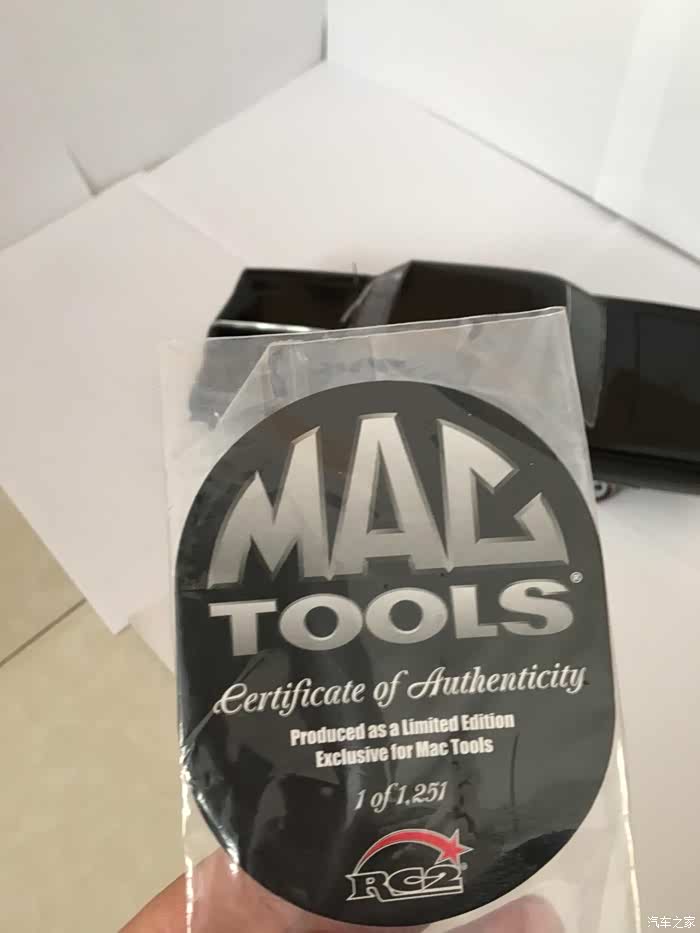 MAC
TOOLS®
Certificate of Authenticity
Produced as a Limited Edition
Exclusive for Mac Tools
1 of 1,251
RC2
汽车之家